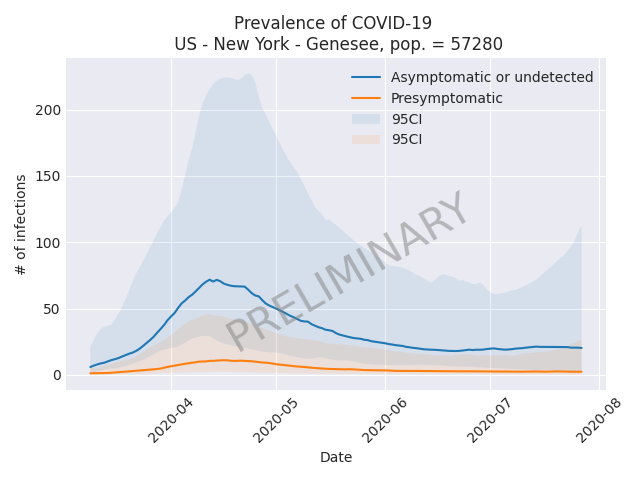 Prevalence of COVID-19
US - New York - Genesee, pop. = 57280
Asymptomatic or undetected
Presymptomatic
95CI
95CI
200
150
100
50
0
# of infections
PRELIMINARY
2020-04
2020-05
2020-06
2020-07
2020-08
Date